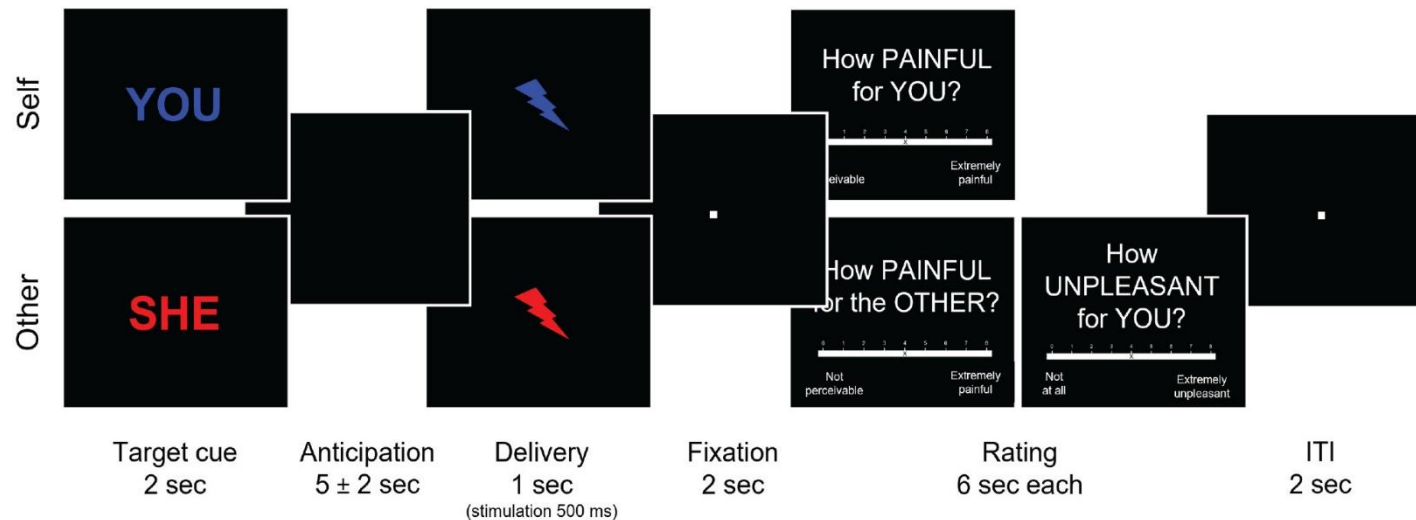 Self
YOU
How PAINFUL
for YOU?
1 2 3 4 5 6 7 8
x
Extremely
painful
Other
SHE
How PAINFUL
for the OTHER?
0 1 2 3 4 5 6 7 8
x
Not
perceivable
Extremely
painful
How
UNPLEASANT
for YOU?
0 1 2 3 4 5 6 7 8
x
Not
at all
Extremely
unpleasant
Target cue
2 sec
Anticipation
5 ± 2 sec
Delivery
1 sec
(stimulation 500 ms)
Fixation
2 sec
Rating
6 sec each
ITI
2 sec